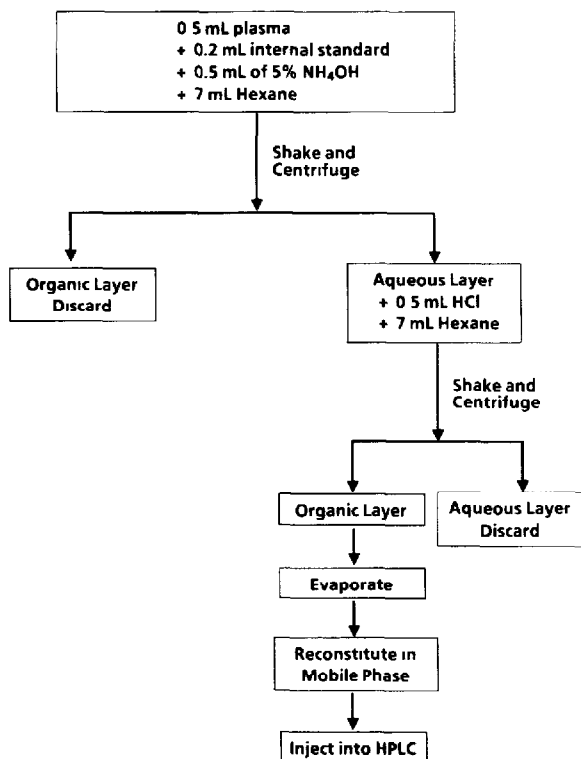 0 5 mL plasma
+ 0.2 mL internal standard
+ 0.5 mL of 5% NH₄OH
+ 7 mL Hexane
Shake and
Centrifuge
Organic Layer
Discard
Aqueous Layer
+ 0 5 mL HCl
+ 7 mL Hexane
Shake and
Centrifuge
Organic Layer
Aqueous Layer
Discard
Evaporate
Reconstitute in
Mobile Phase
Inject into HPLC